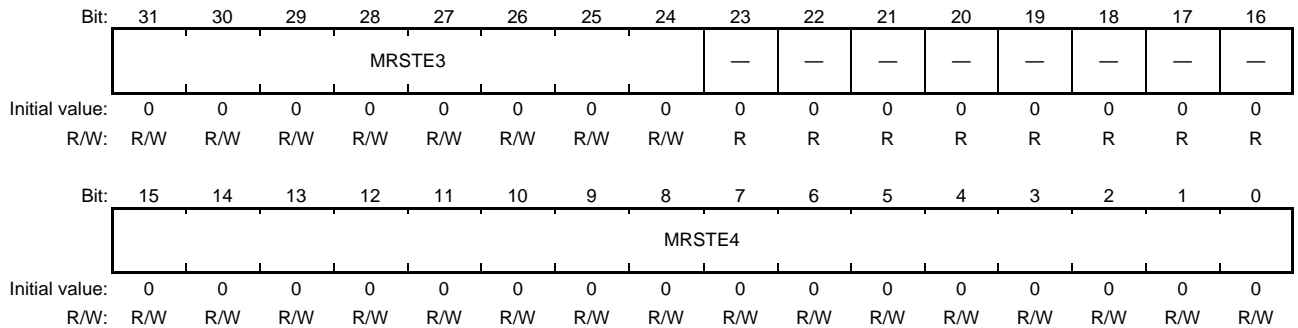 Bit: 31 30 29 28 27 26 25 24 23 22 21 20 19 18 17 16
MRSTE3 — — — — — — — —
Initial value: 0 0 0 0 0 0 0 0 0 0 0 0 0 0 0 0
R/W: R/W R/W R/W R/W R/W R/W R/W R/W R R R R R R R R
Bit: 15 14 13 12 11 10 9 8 7 6 5 4 3 2 1 0
MRSTE4
Initial value: 0 0 0 0 0 0 0 0 0 0 0 0 0 0 0 0
R/W: R/W R/W R/W R/W R/W R/W R/W R/W R/W R/W R/W R/W R/W R/W R/W R/W